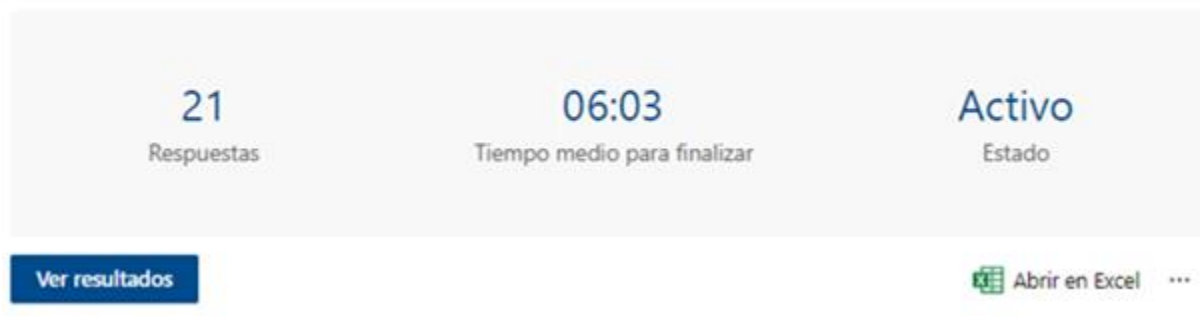 21
Respuestas
06:03
Tiempo medio para finalizar
Activo
Estado
Ver resultados
Abrir en Excel ...